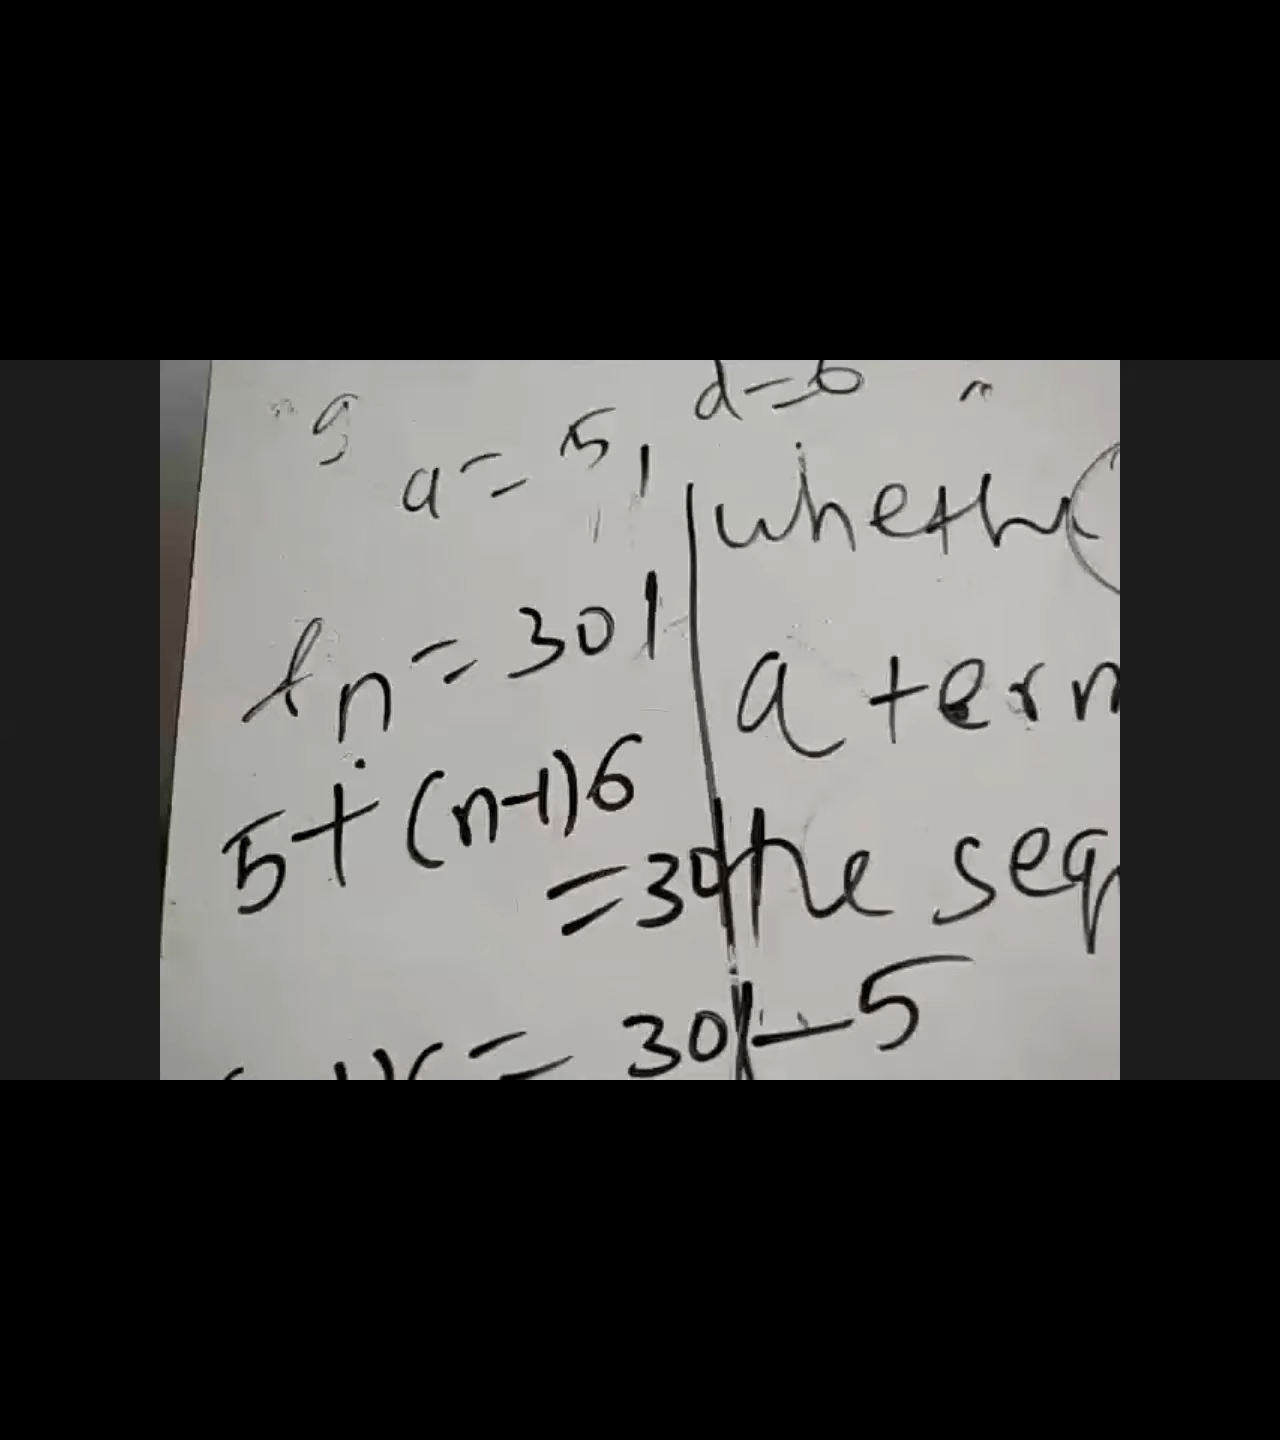 a = 5, d = 6
whethe
tn = 301
a term
5 + (n-1)6
= 301
the seq
= 301 - 5